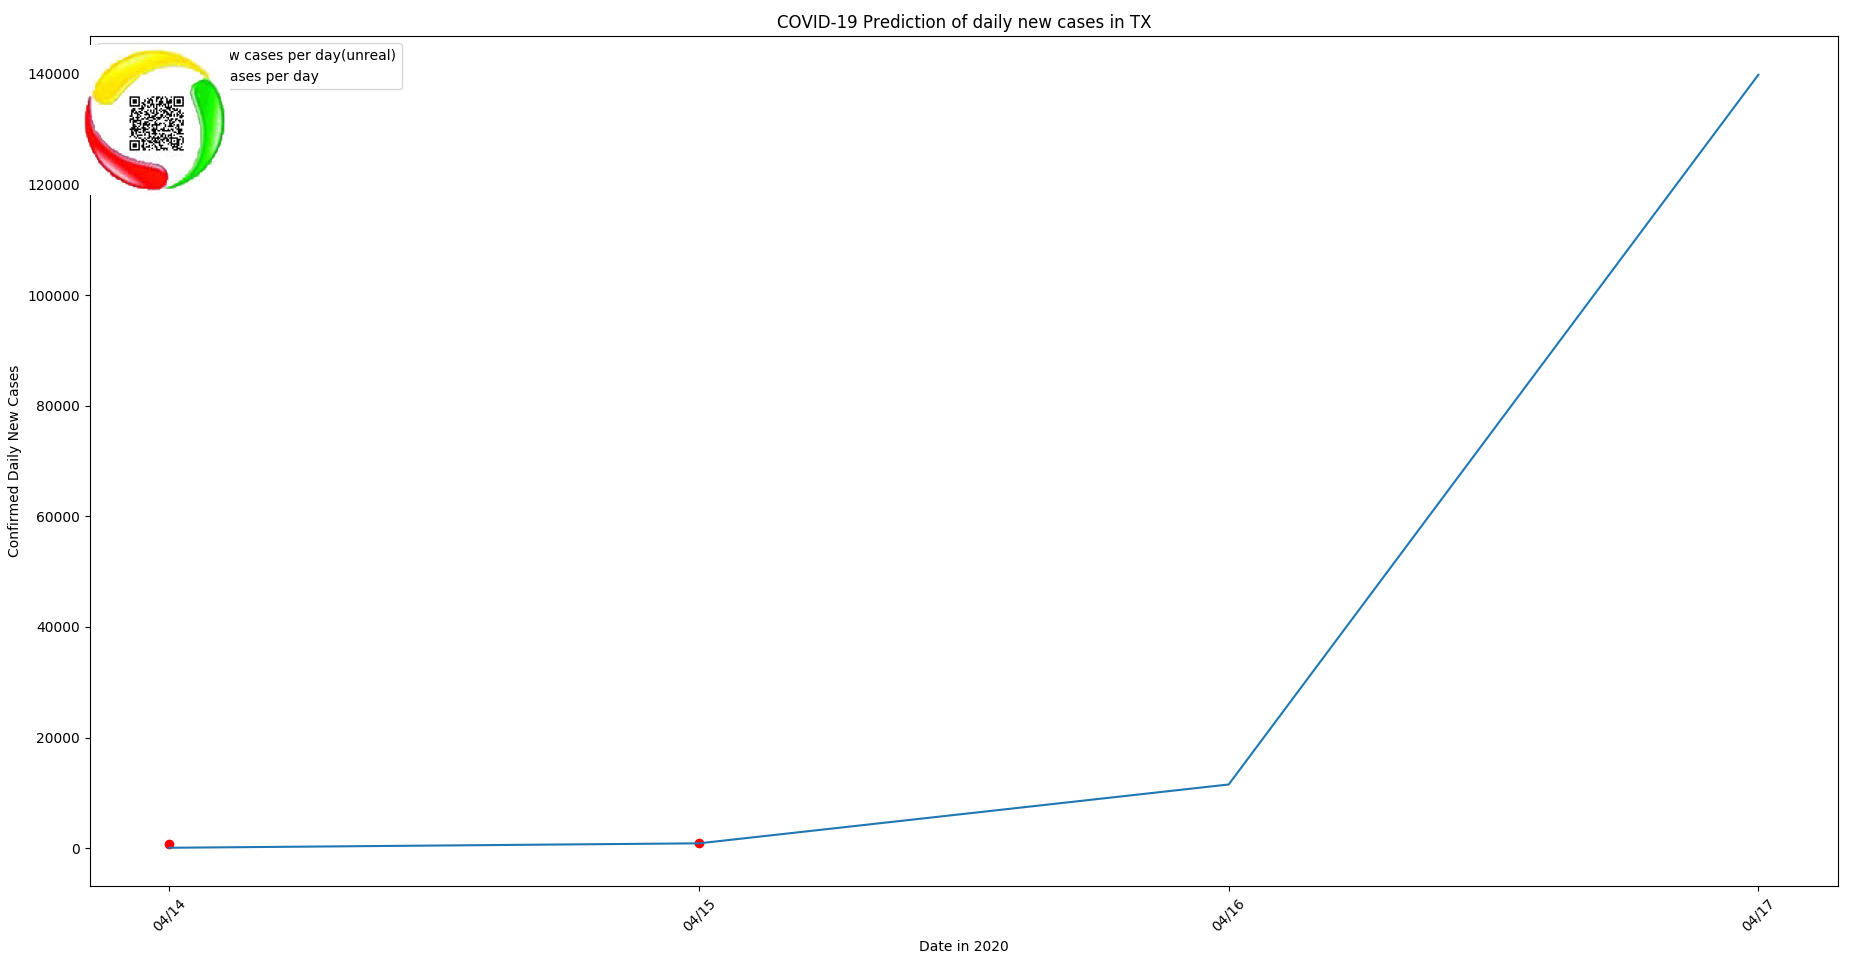 COVID-19 Prediction of daily new cases in TX
cases per day(unreal)
per day
140000
120000
100000
80000
60000
40000
20000
0
Confirmed Daily New Cases
04/14
04/15
04/16
04/17
Date in 2020